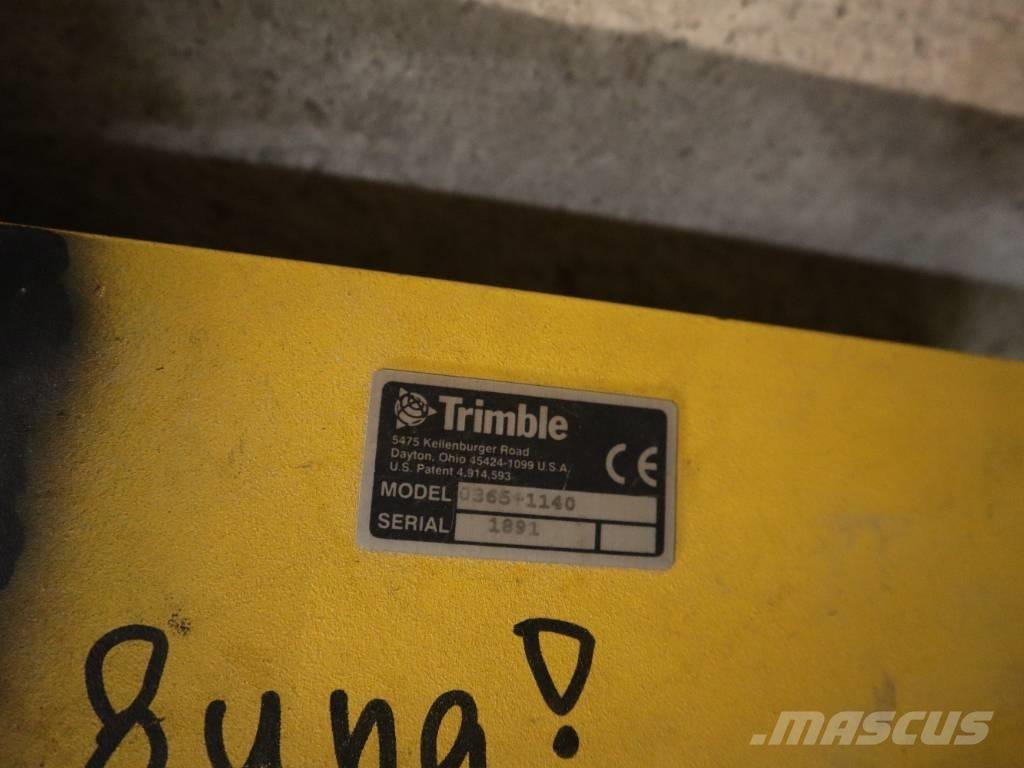 Trimble
5475 Kellenburger Road
Dayton, Ohio 45424-1099 U.S.A.
U.S. Patent 4,914,593
CE
MODEL 0365+1140
SERIAL 1891
!
MASCUS